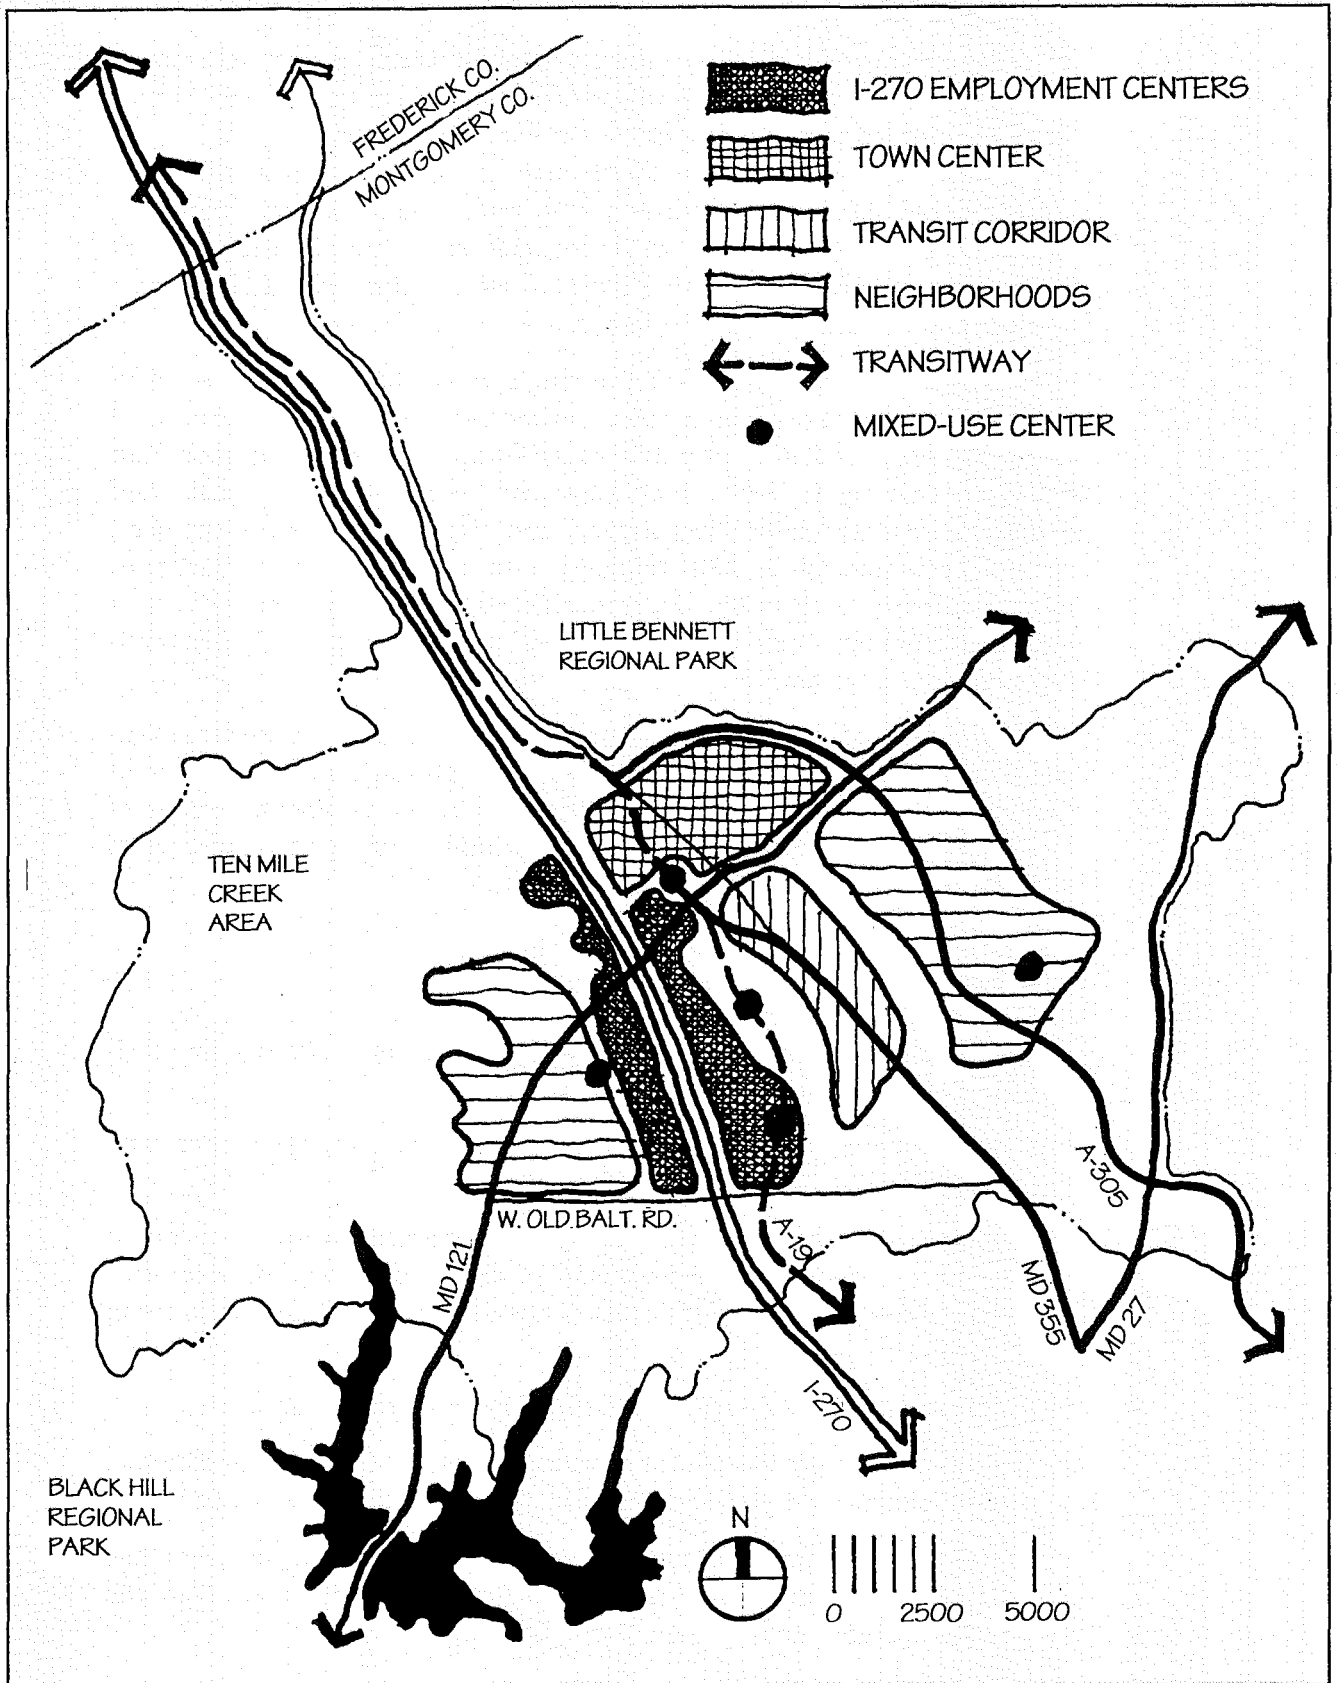 FREDERICK CO.
MONTGOMERY CO.
I-270 EMPLOYMENT CENTERS
TOWN CENTER
TRANSIT CORRIDOR
NEIGHBORHOODS
TRANSITWAY
MIXED-USE CENTER
LITTLE BENNETT
REGIONAL PARK
TEN MILE
CREEK
AREA
A-305
W. OLD BALT. RD.
A-19
MD 121
MD 355
MD 27
I-270
BLACK HILL
REGIONAL
PARK
N
0 2500 5000